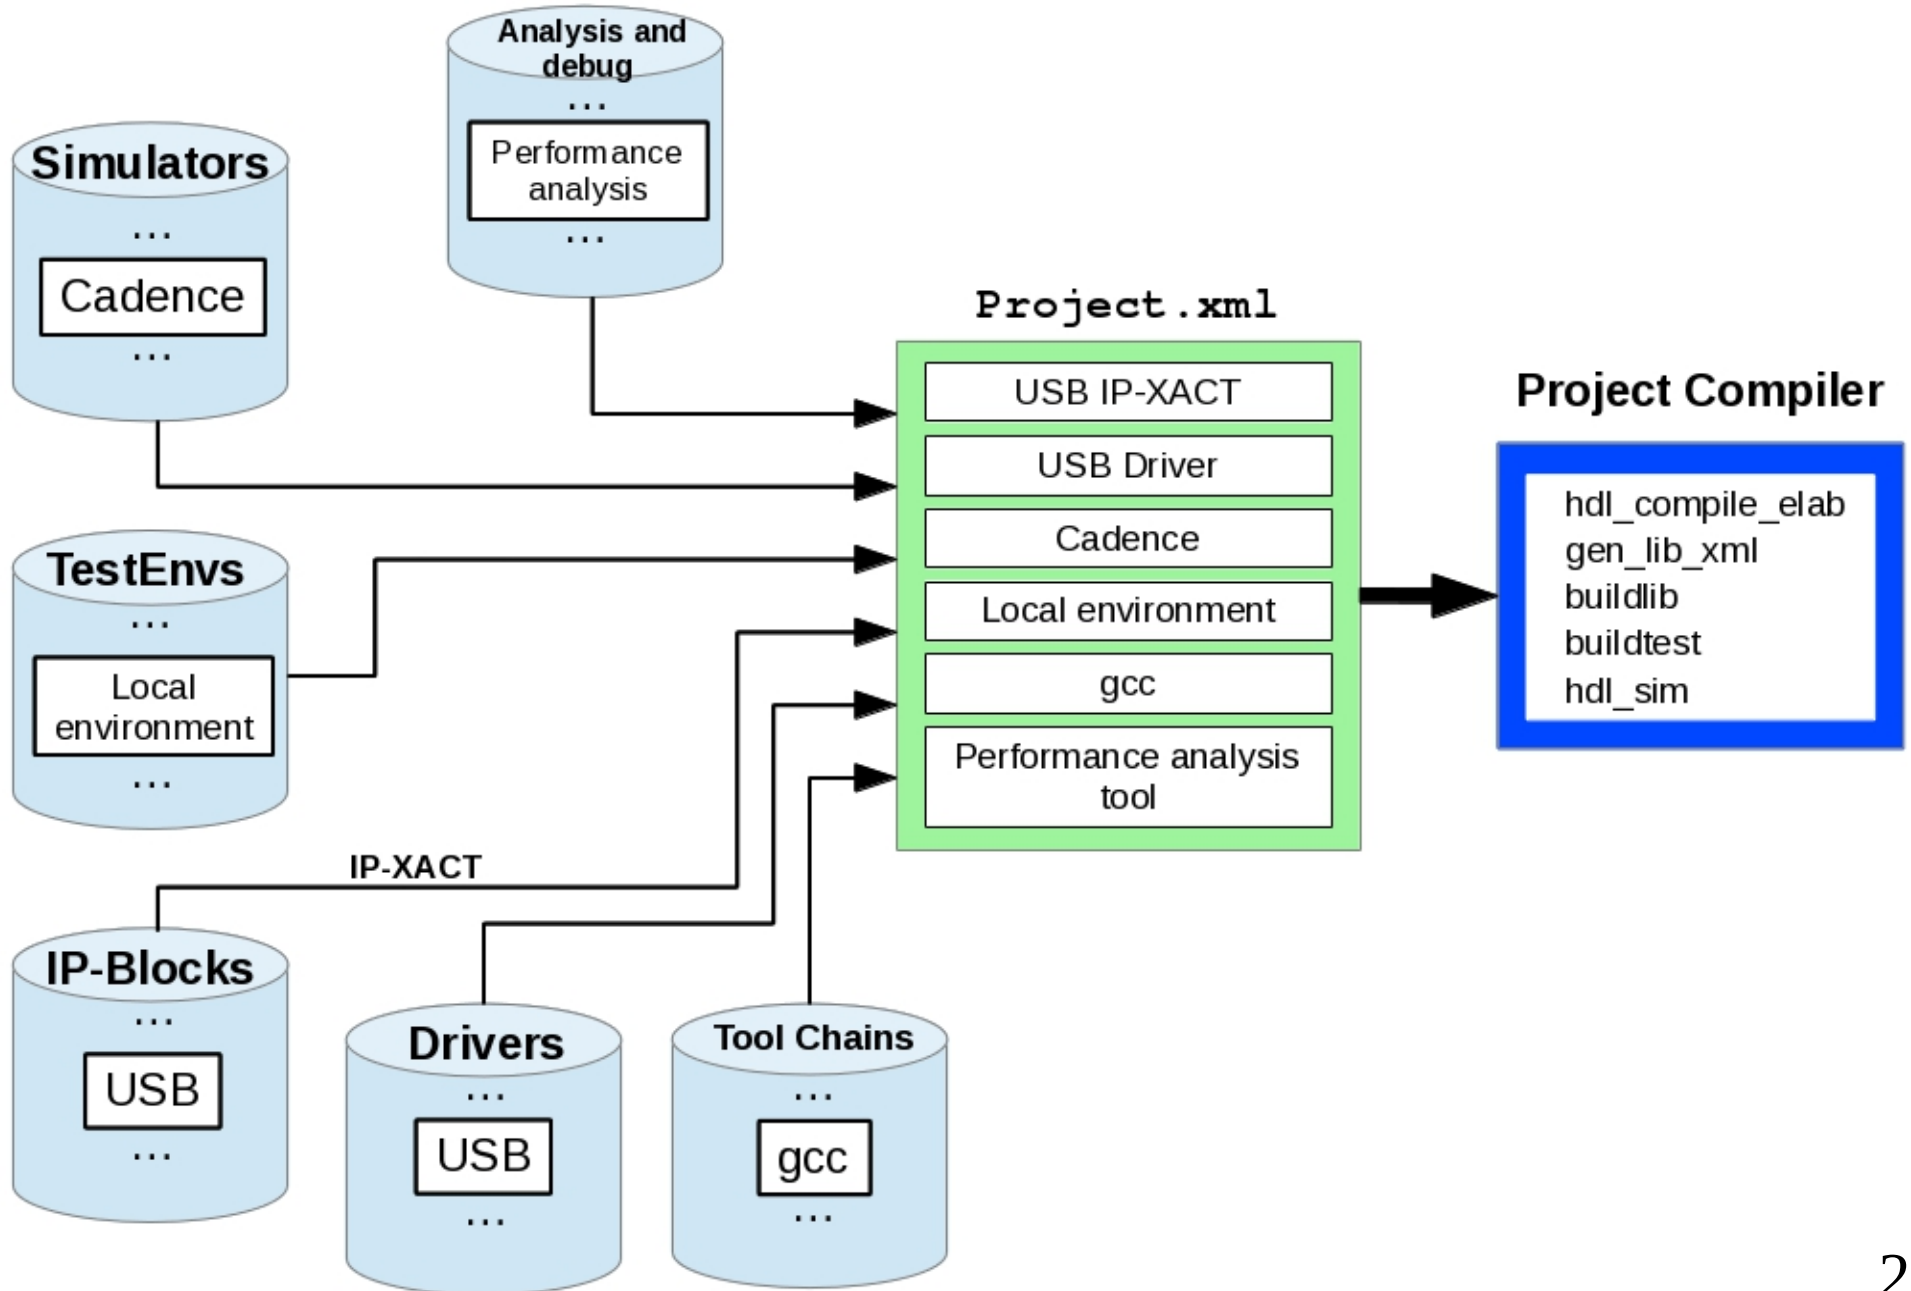 Analysis and
debug
...
Performance
analysis
...
Simulators
...
Cadence
...
TestEnvs
...
Local
environment
...
IP-XACT
IP-Blocks
...
USB
...
Drivers
...
USB
...
Tool Chains
...
gcc
...
Project.xml
USB IP-XACT
USB Driver
Cadence
Local environment
gcc
Performance analysis
tool
Project Compiler
hdl_compile_elab
gen_lib_xml
buildlib
buildtest
hdl_sim
2